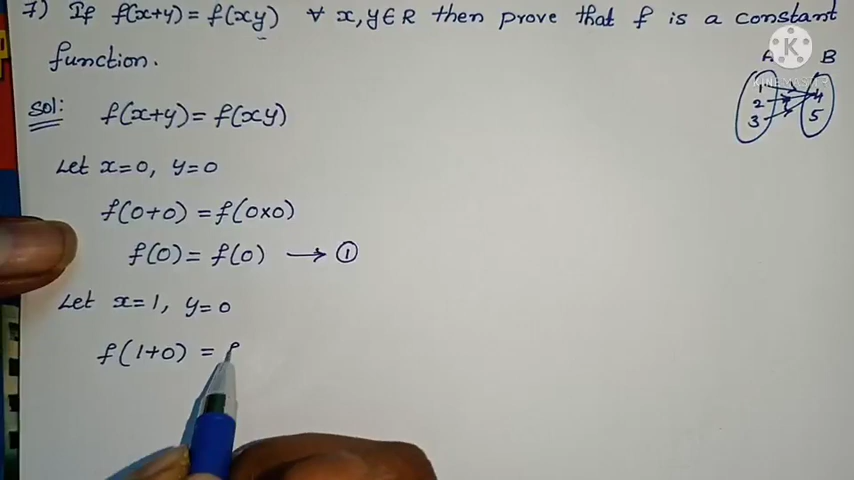 7) If f(x+y) = f(xy) ∀ x,y∈R then prove that f is a constant
function.
A B
K
KINEMASTER
1 4
2 5
3
Sol: f(x+y) = f(xy)
Let x=0, y=0
f(0+0) = f(0×0)
f(0) = f(0) → ①
Let x=1, y=0
f(1+0) = f